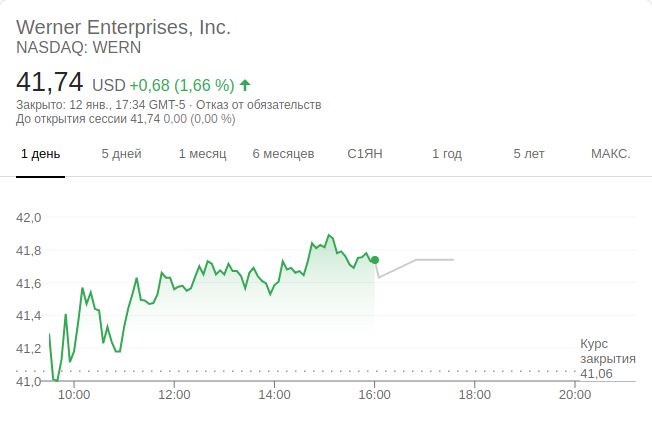 Werner Enterprises, Inc.
NASDAQ: WERN
41,74 USD +0,68 (1,66 %)
Закрыто: 12 янв., 17:34 GMT-5 · Отказ от обязательств
До открытия сессии 41,74 0,00 (0,00 %)
1 день 5 дней 1 месяц 6 месяцев С1ЯН 1 год 5 лет МАКС.
42,0
41,8
41,6
41,4
41,2
41,0
Курс
закрытия
41,06
10:00 12:00 14:00 16:00 18:00 20:00